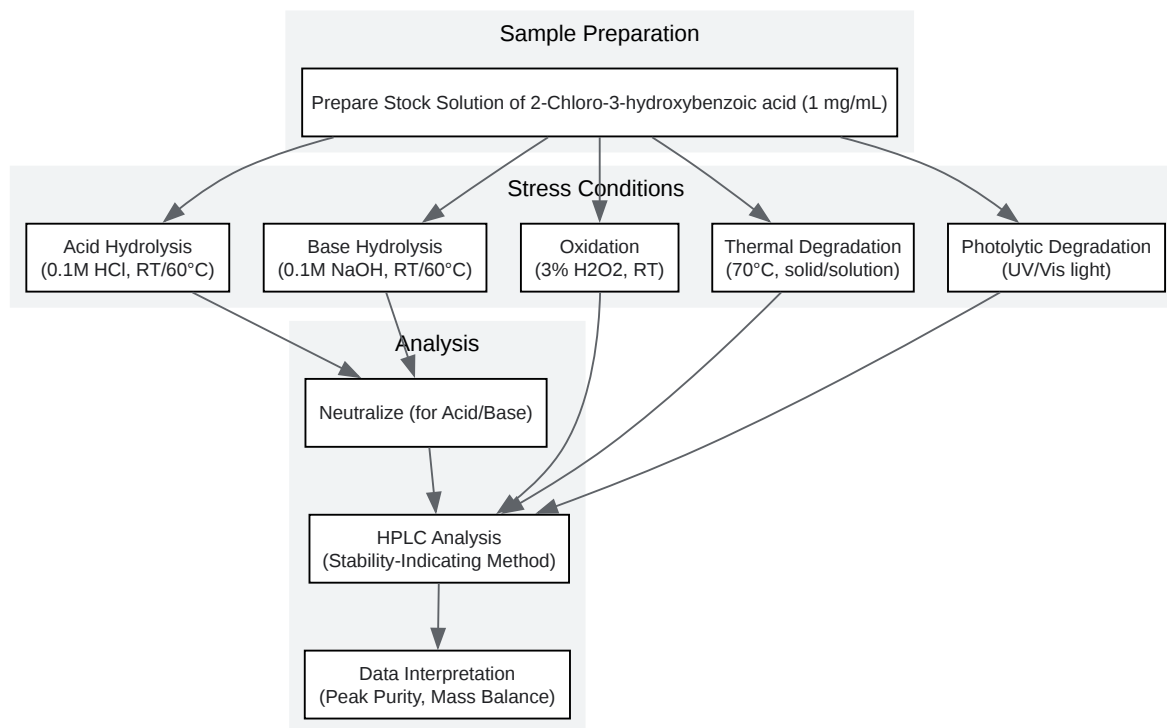 Sample Preparation
Prepare Stock Solution of 2-Chloro-3-hydroxybenzoic acid (1 mg/mL)
Stress Conditions
Acid Hydrolysis
(0.1M HCl, RT/60°C)
Base Hydrolysis
(0.1M NaOH, RT/60°C)
Oxidation
(3% H2O2, RT)
Thermal Degradation
(70°C, solid/solution)
Photolytic Degradation
(UV/Vis light)
Analysis
Neutralize (for Acid/Base)
HPLC Analysis
(Stability-Indicating Method)
Data Interpretation
(Peak Purity, Mass Balance)